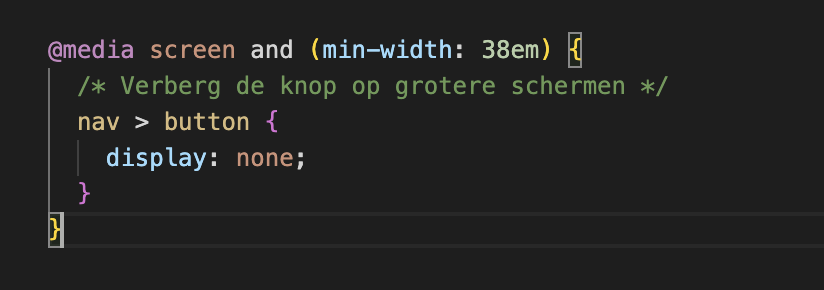 @media screen and (min-width: 38em) {
/* Verberg de knop op grotere schermen */
nav > button {
display: none;
}
}